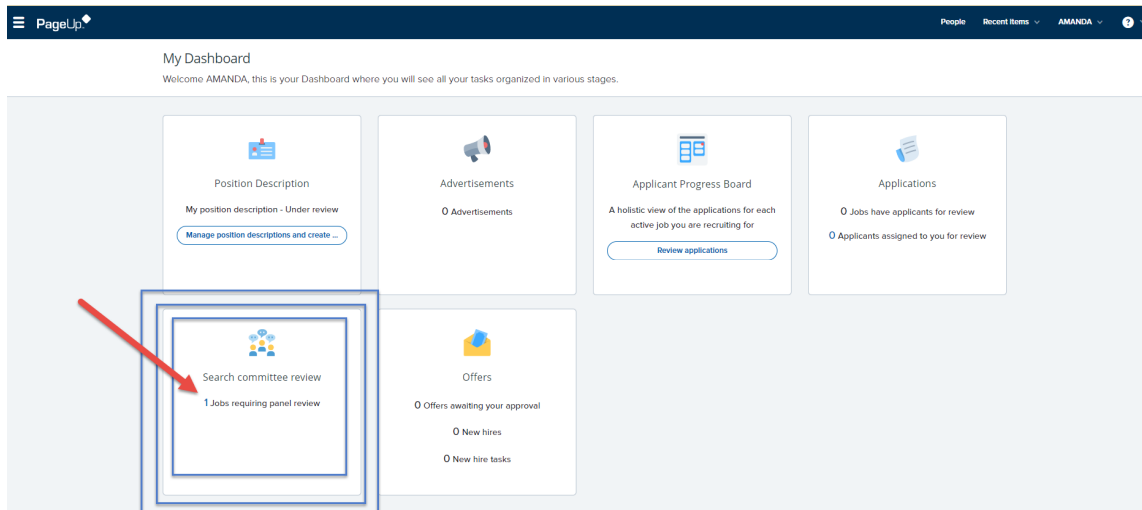 PageUp
People Recent Items AMANDA ?
My Dashboard
Welcome AMANDA, this is your Dashboard where you will see all your tasks organized in various stages.
Position Description
My position description - Under review
Manage position descriptions and create ...
Advertisements
0 Advertisements
Applicant Progress Board
A holistic view of the applications for each
active job you are recruiting for
Review applications
Applications
0 Jobs have applicants for review
0 Applicants assigned to you for review
Search committee review
1 Jobs requiring panel review
Offers
0 Offers awaiting your approval
0 New hires
0 New hire tasks